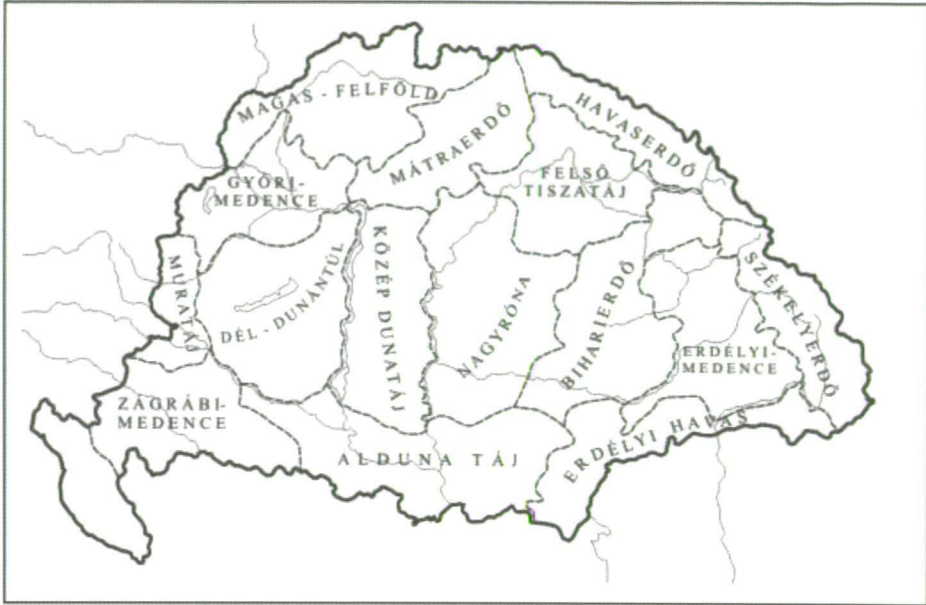 MAGAS - FELFÖLD
MÁTRAERDŐ
HAVASERDŐ
GYŐRI-
MEDENCE
FELSŐ
TISZATÁJ
MURATÁJ
DÉL - DUNÁNTÚL
KÖZÉP DUNATÁJ
NAGYRÓNA
BIHARIERDŐ
SZÉKELYERDŐ
ERDÉLYI-
MEDENCE
ZÁGRÁBI-
MEDENCE
ALDUNA TÁJ
ERDÉLYI HAVAS